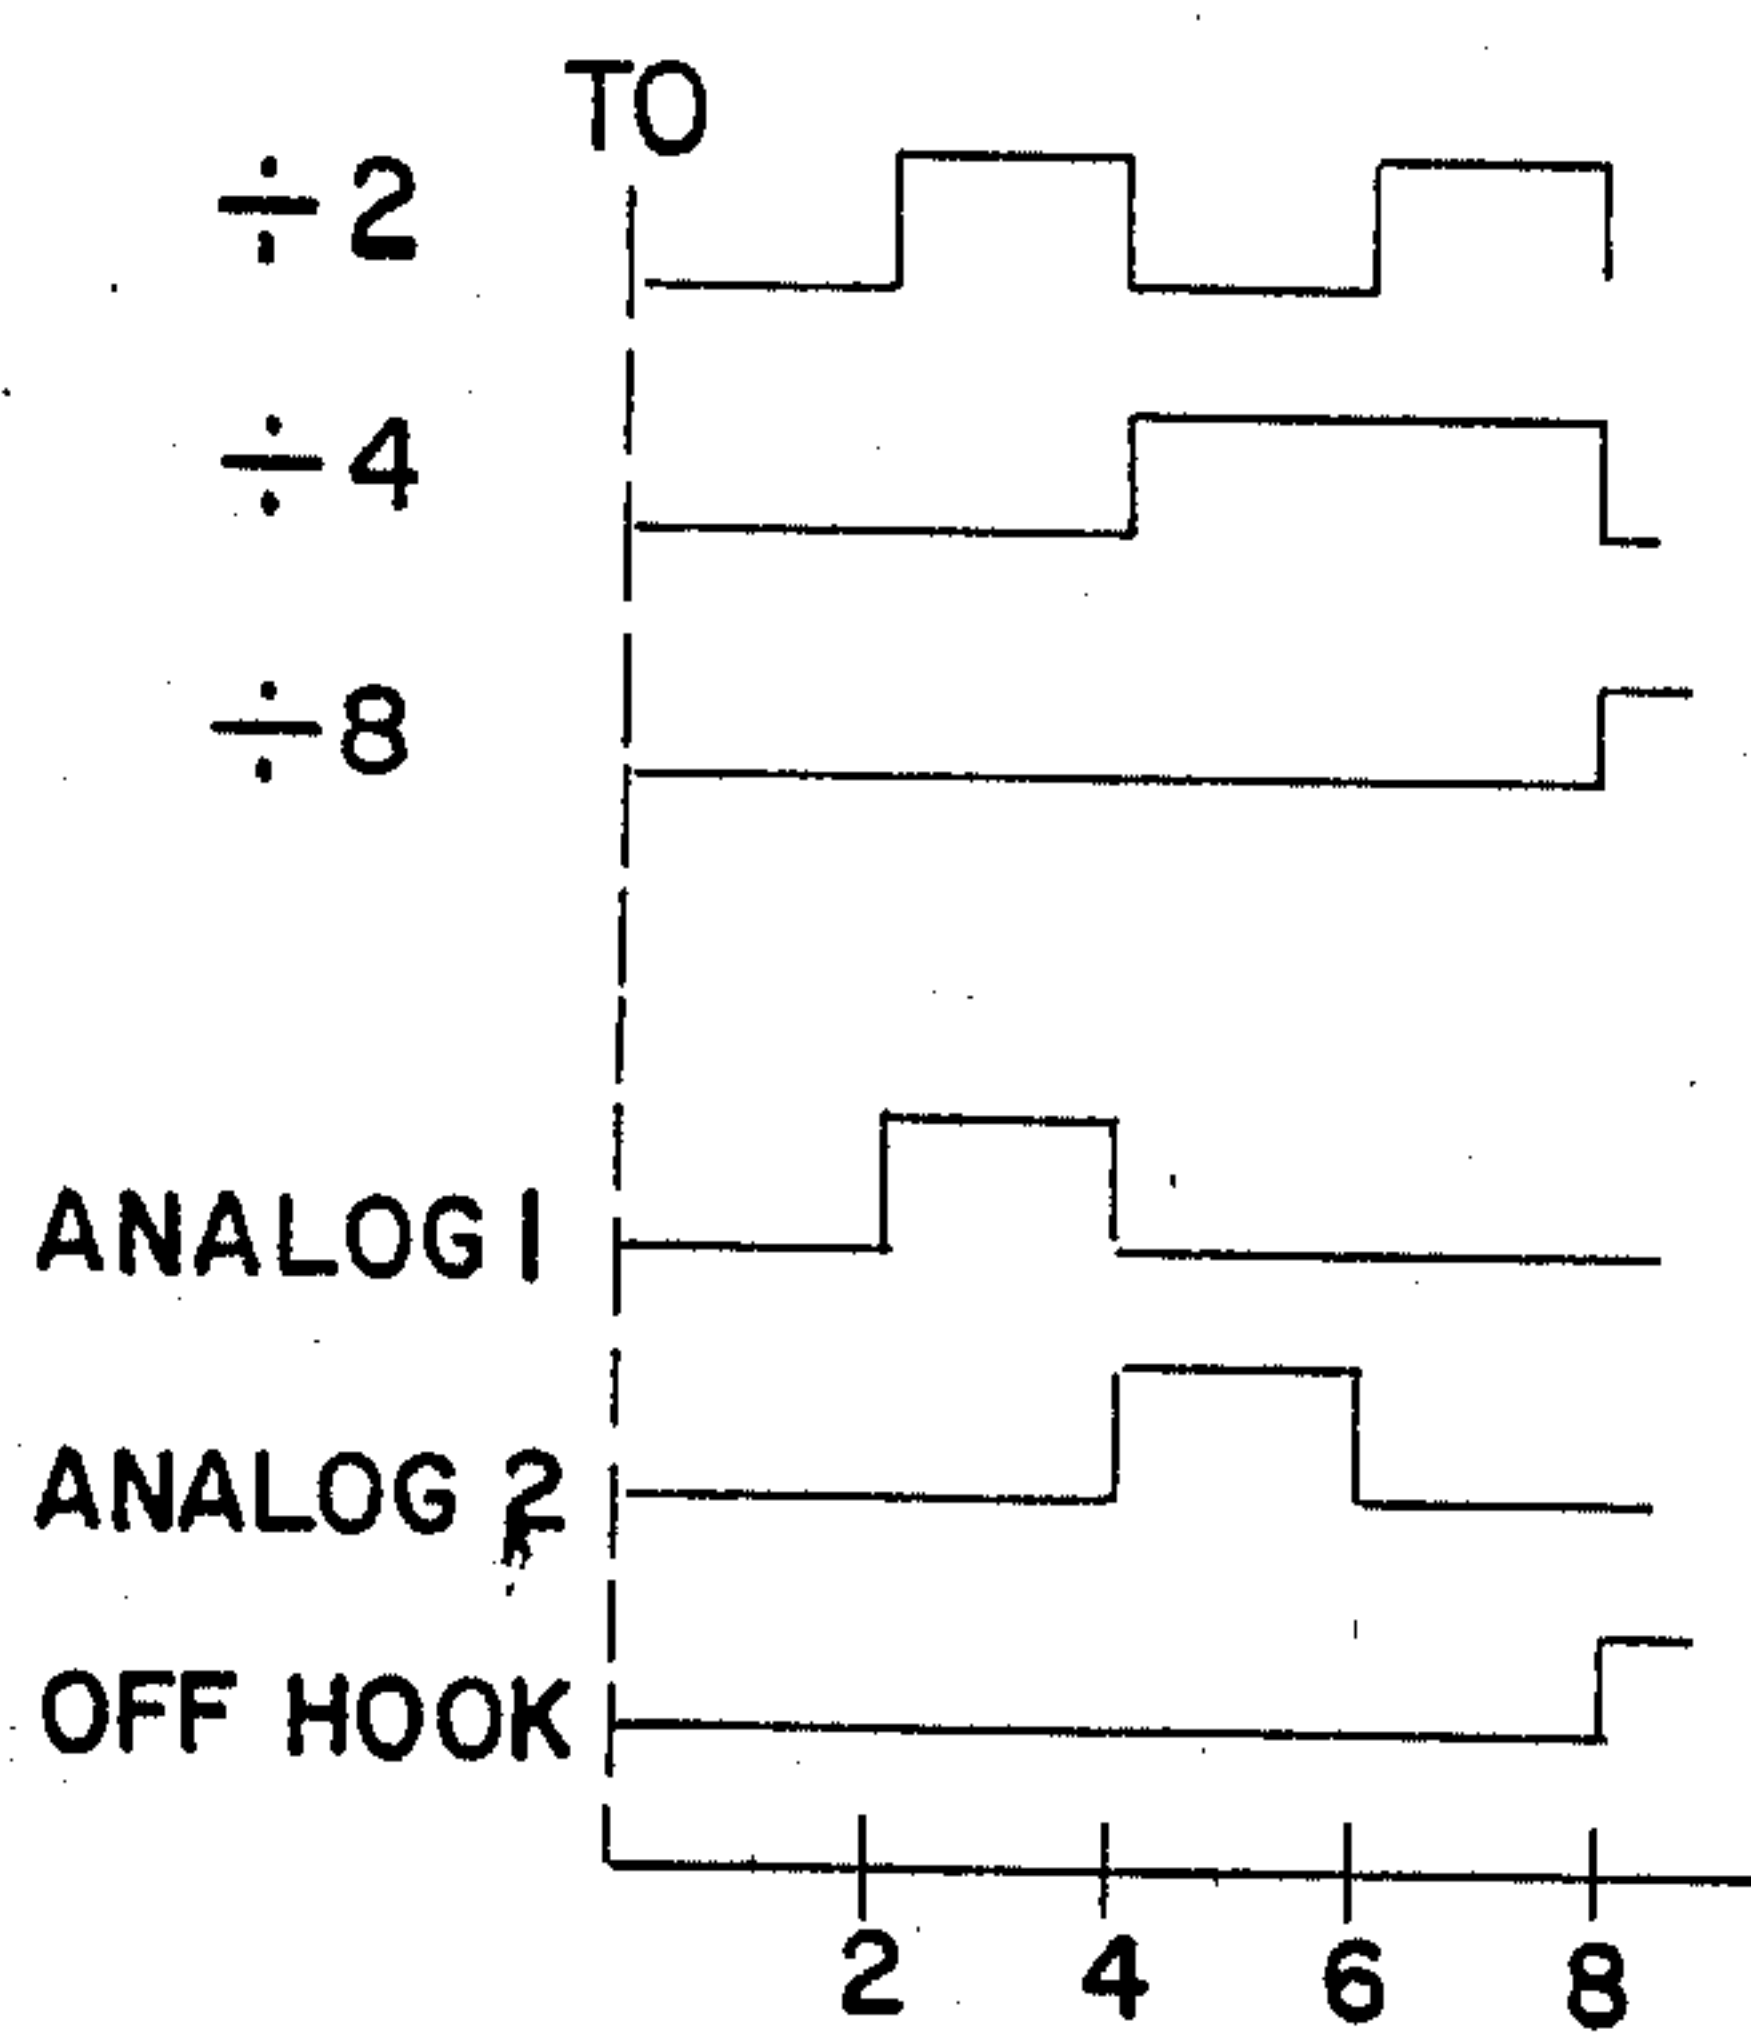 TO
÷2
÷4
÷8
ANALOG 1
ANALOG 2
OFF HOOK
2 4 6 8